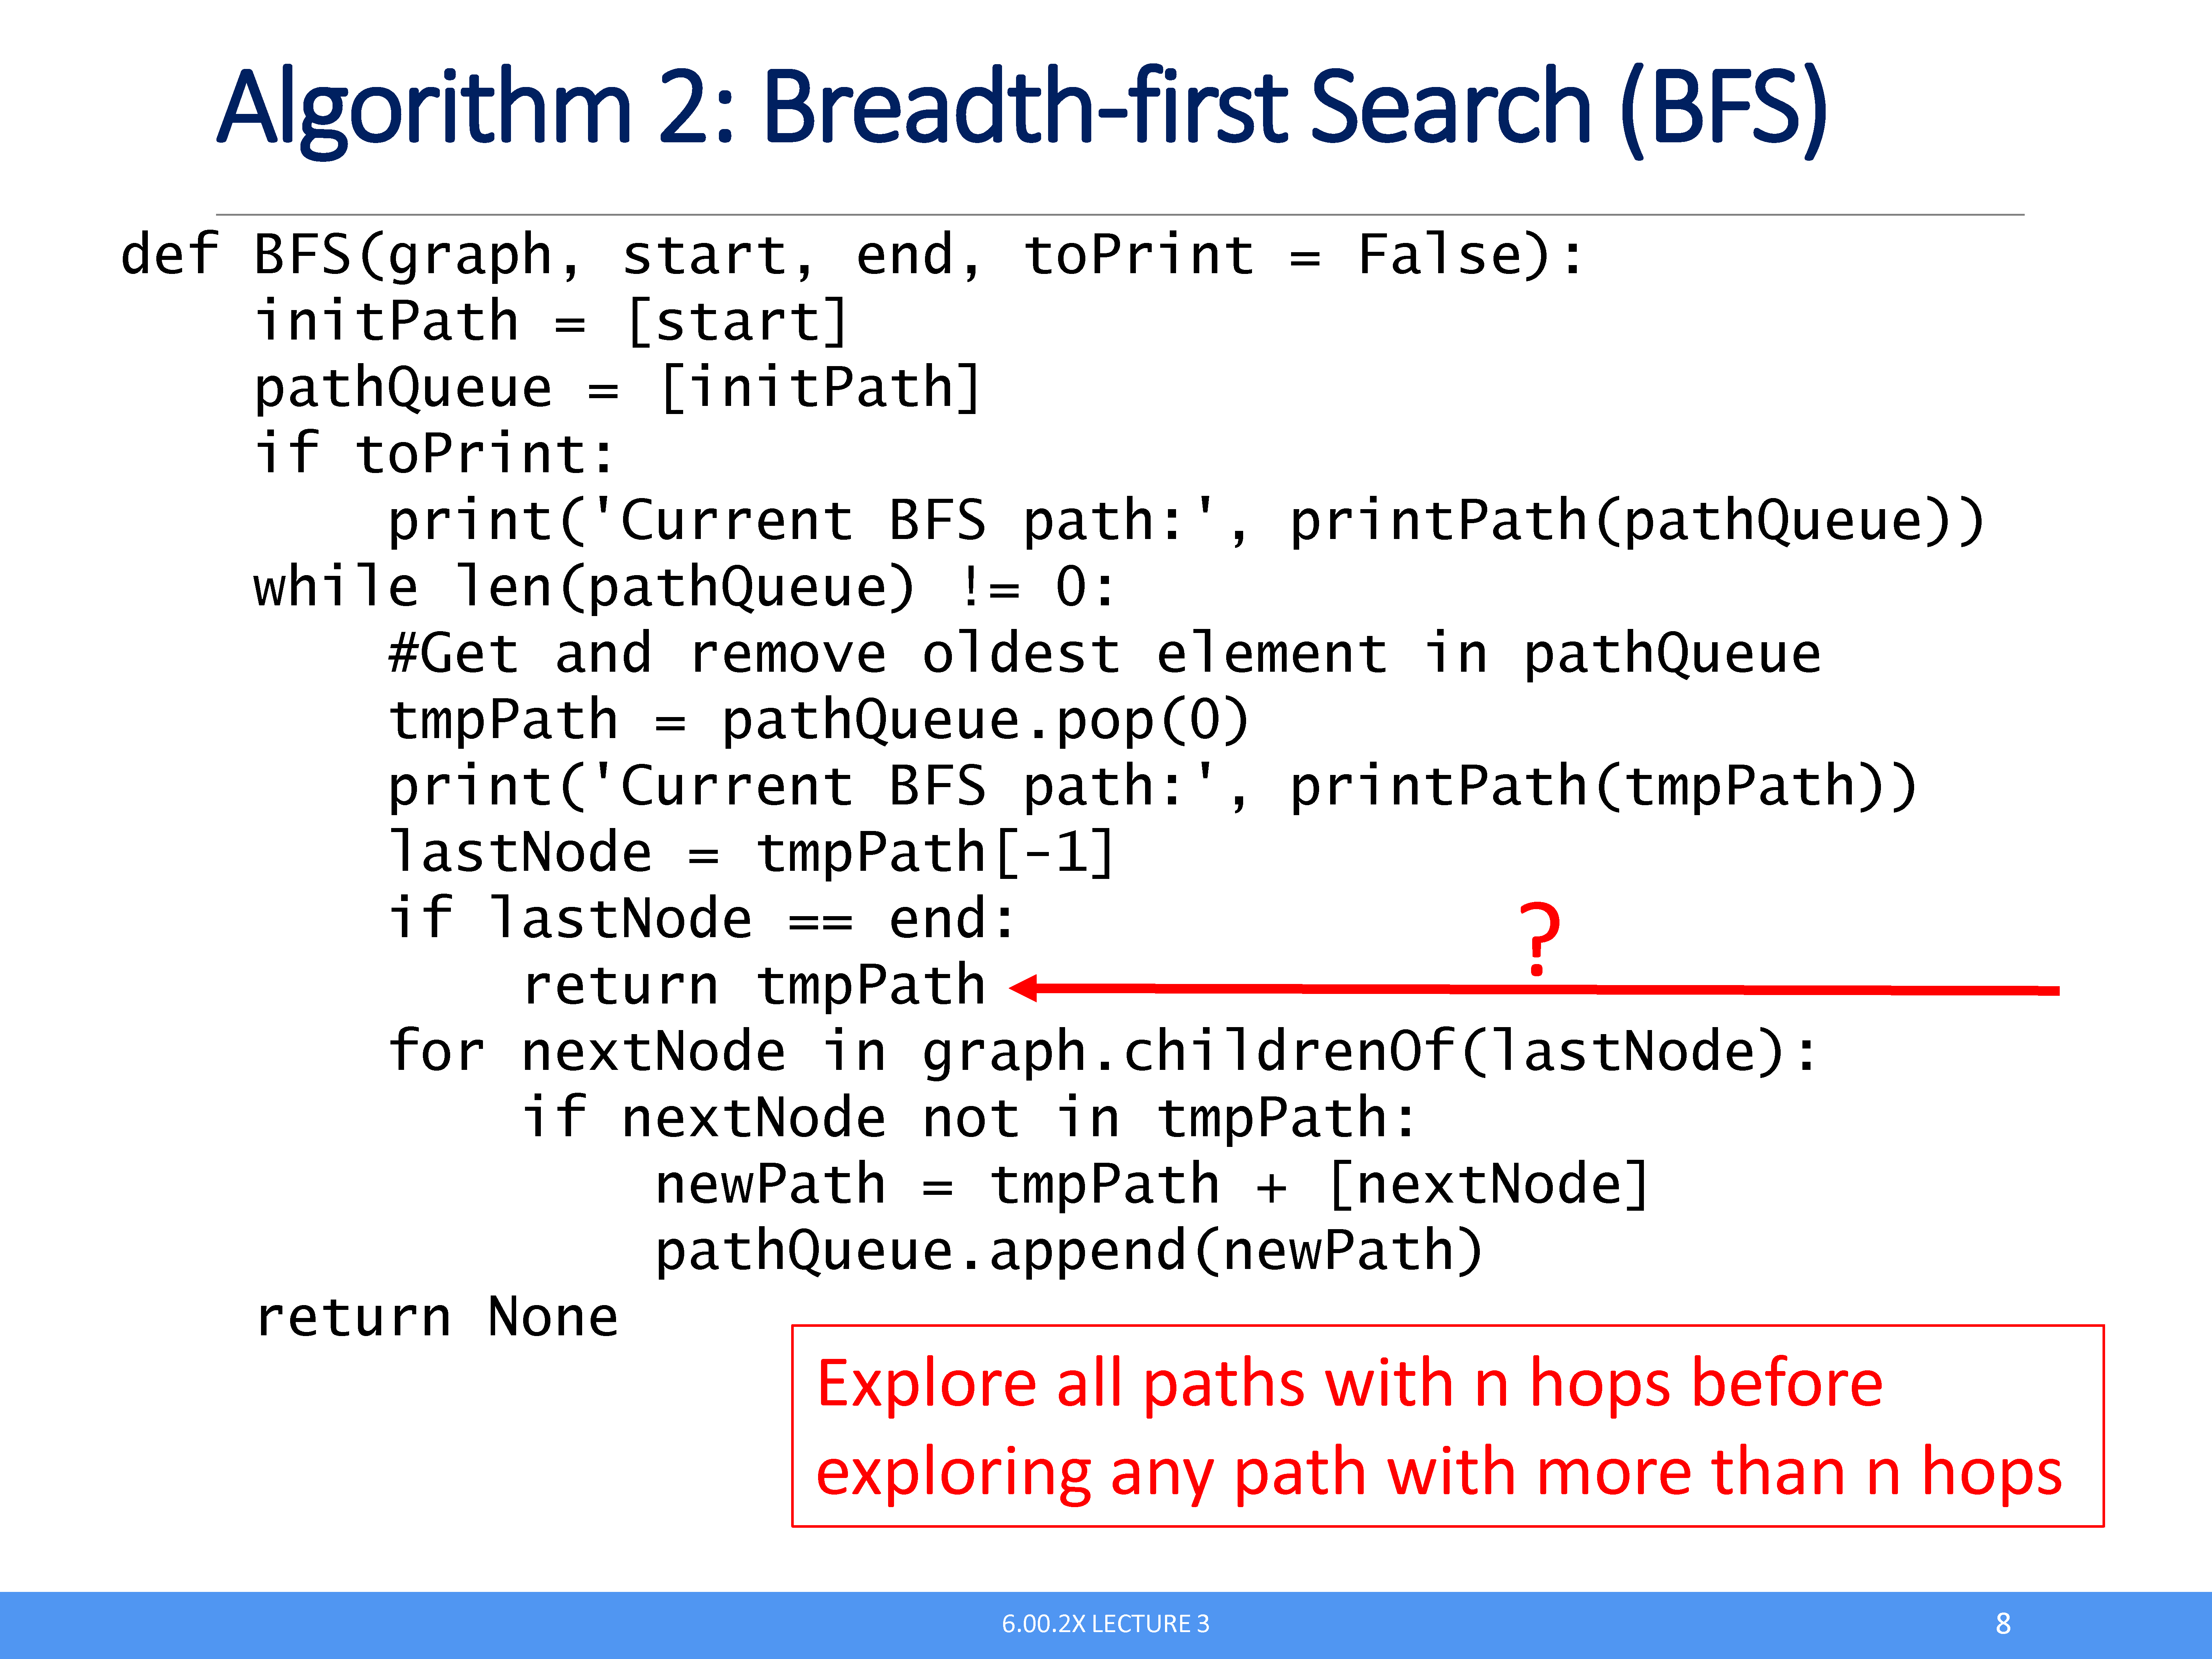 Algorithm 2: Breadth-first Search (BFS)
def BFS(graph, start, end, toPrint = False):
    initPath = [start]
    pathQueue = [initPath]
    if toPrint:
        print('Current BFS path:', printPath(pathQueue))
    while len(pathQueue) != 0:
        #Get and remove oldest element in pathQueue
        tmpPath = pathQueue.pop(0)
        print('Current BFS path:', printPath(tmpPath))
        lastNode = tmpPath[-1]
        if lastNode == end:
?
            return tmpPath
        for nextNode in graph.childrenOf(lastNode):
            if nextNode not in tmpPath:
                newPath = tmpPath + [nextNode]
                pathQueue.append(newPath)
    return None
Explore all paths with n hops before
exploring any path with more than n hops
6.00.2X LECTURE 3
8